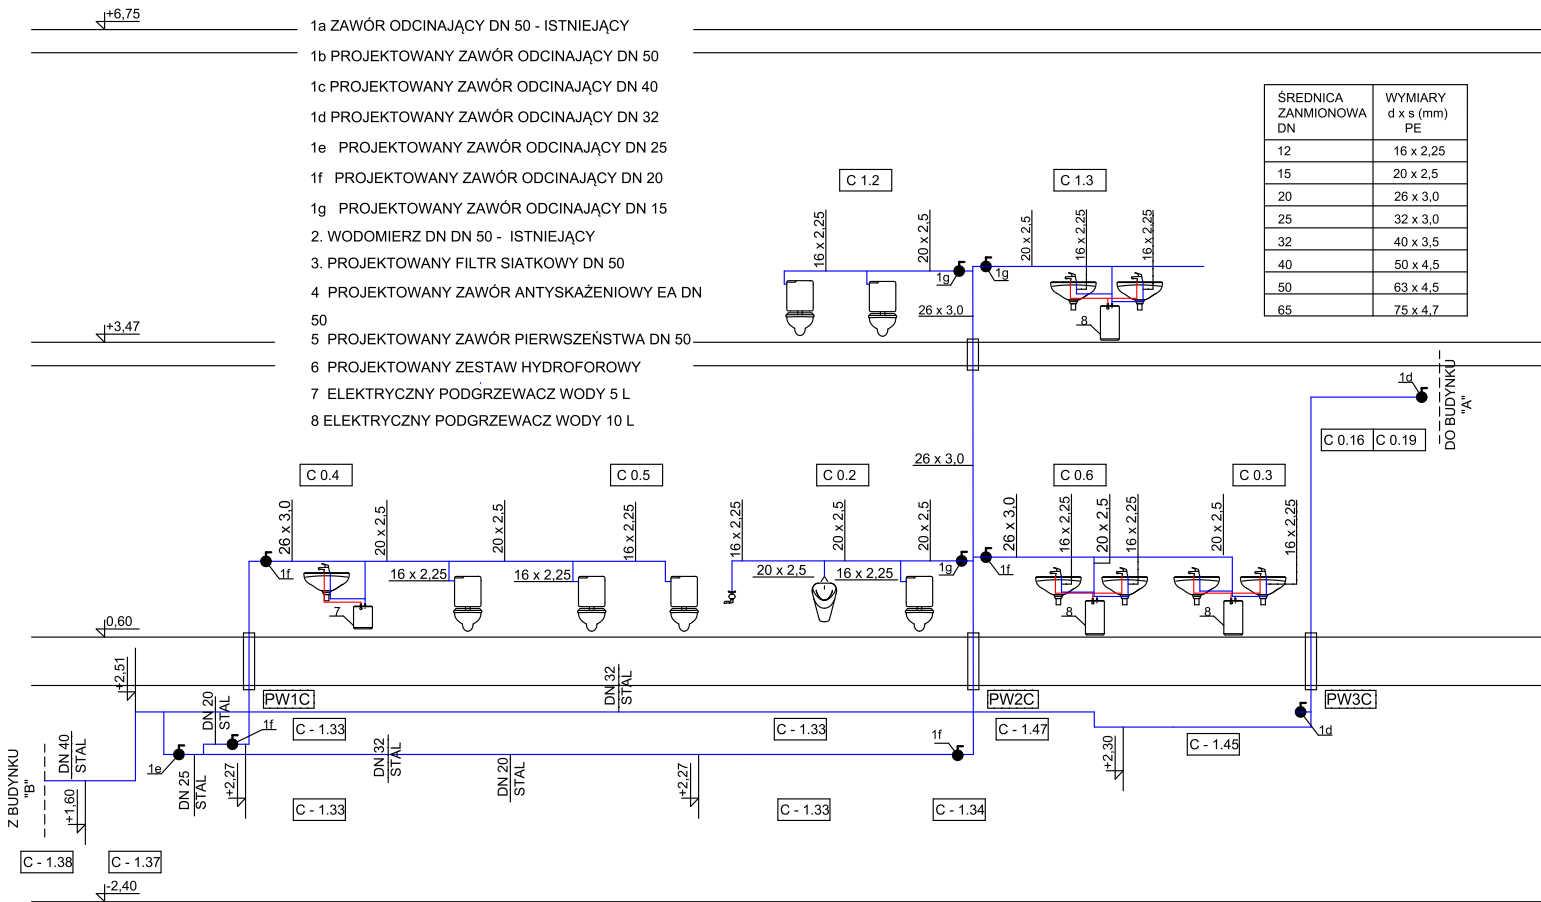 +6,75
1a ZAWÓR ODCINAJĄCY DN 50 - ISTNIEJĄCY
1b PROJEKTOWANY ZAWÓR ODCINAJĄCY DN 50
1c PROJEKTOWANY ZAWÓR ODCINAJĄCY DN 40
1d PROJEKTOWANY ZAWÓR ODCINAJĄCY DN 32
1e PROJEKTOWANY ZAWÓR ODCINAJĄCY DN 25
1f PROJEKTOWANY ZAWÓR ODCINAJĄCY DN 20
1g PROJEKTOWANY ZAWÓR ODCINAJĄCY DN 15
2. WODOMIERZ DN DN 50 - ISTNIEJĄCY
3. PROJEKTOWANY FILTR SIATKOWY DN 50
4 PROJEKTOWANY ZAWÓR ANTYSKAŻENIOWY EA DN
50
5 PROJEKTOWANY ZAWÓR PIERWSZEŃSTWA DN 50
6 PROJEKTOWANY ZESTAW HYDROFOROWY
7 ELEKTRYCZNY PODGRZEWACZ WODY 5 L
8 ELEKTRYCZNY PODGRZEWACZ WODY 10 L
ŚREDNICA ZANMIONOWA DN
WYMIARY d x s (mm) PE
12 16 x 2,25
15 20 x 2,5
20 26 x 3,0
25 32 x 3,0
32 40 x 3,5
40 50 x 4,5
50 63 x 4,5
65 75 x 4,7
C 1.2
C 1.3
16 x 2,25
20 x 2,5
20 x 2,5
16 x 2,25
16 x 2,25
1g
1g
26 x 3,0
8
+3,47
1d
DO BUDYNKU
"A"
C 0.16
C 0.19
26 x 3,0
C 0.4
C 0.5
C 0.2
C 0.6
C 0.3
26 x 3,0
20 x 2,5
20 x 2,5
16 x 2,25
16 x 2,25
20 x 2,5
20 x 2,5
26 x 3,0
16 x 2,25
20 x 2,5
16 x 2,25
20 x 2,5
16 x 2,25
1f
16 x 2,25
16 x 2,25
20 x 2,5
16 x 2,25
1g
1f
7
8
8
0,60
+2,51
DN 20
STAL
PW1C
DN 32
STAL
PW2C
PW3C
1f
C - 1.33
C - 1.33
C - 1.47
C - 1.45
1d
Z BUDYNKU
"B"
DN 40
STAL
1e
DN 25
STAL
+2,27
DN 32
STAL
DN 20
STAL
+2,27
1f
+2,30
+1,60
C - 1.33
C - 1.33
C - 1.34
C - 1.38
C - 1.37
-2,40